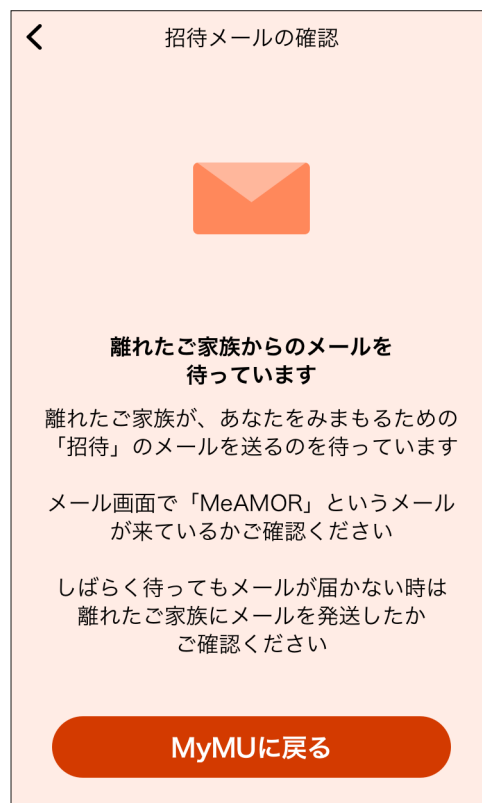 招待メールの確認
離れたご家族からのメールを
待っています
離れたご家族が、あなたをみまもるための
「招待」のメールを送るのを待っています
メール画面で「MeAMOR」というメール
が来ているかご確認ください
しばらく待ってもメールが届かない時は
離れたご家族にメールを発送したか
ご確認ください
MyMUに戻る